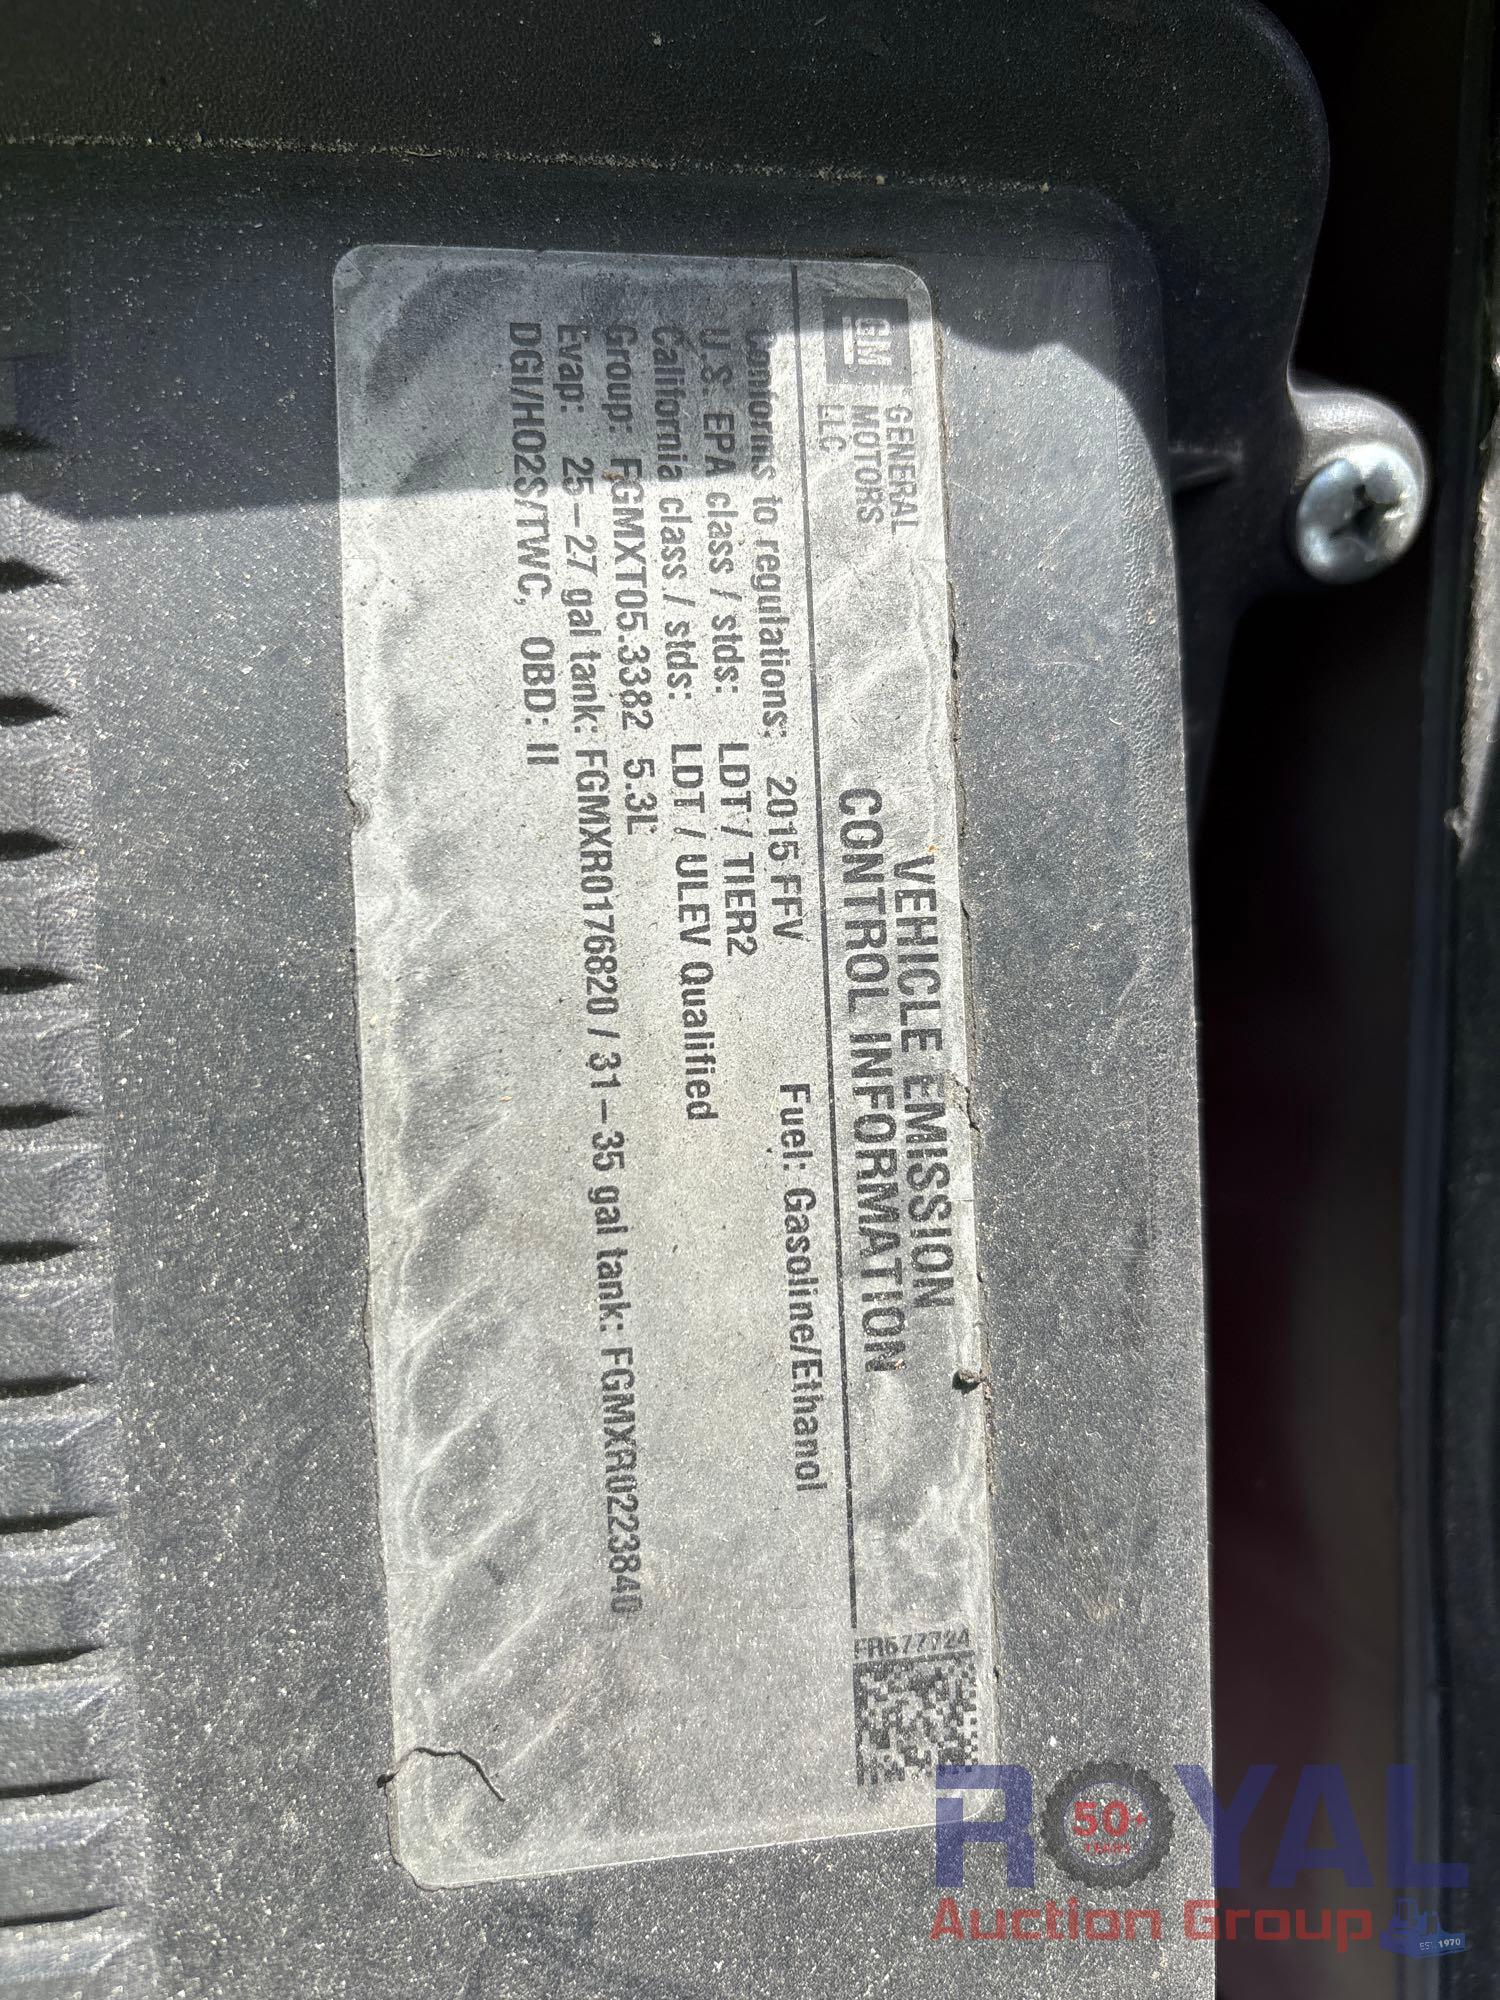 GM
GENERAL
MOTORS
LLC
VEHICLE EMISSION
CONTROL INFORMATION
FR577724
Conforms to regulations: 2015 FFV Fuel: Gasoline/Ethanol
U.S. EPA class / stds: LDT / TIER2
California class / stds: LDT / ULEV Qualified
Group: FGMXT05.3382 5.3L
Evap: 25-27 gal tank: FGMXR0176820 / 31-35 gal tank: FGMXR0223840
DGI/HO2S/TWC, OBD: II
ROYAL
50+
YEARS
Auction Group
EST. 1970